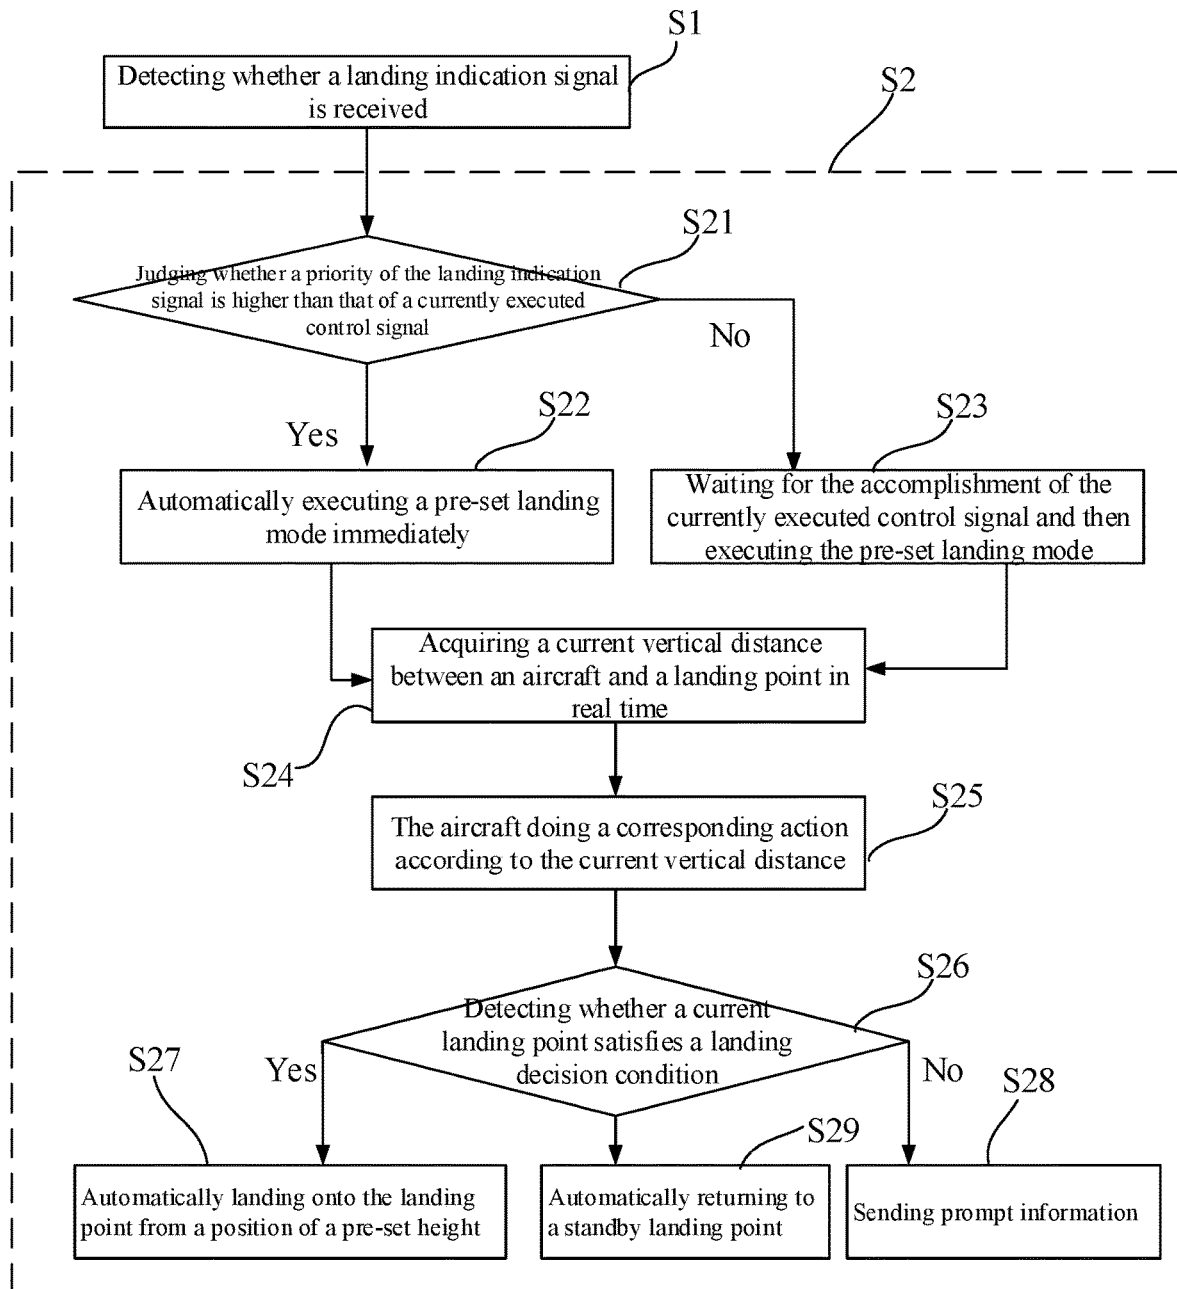 S1
Detecting whether a landing indication signal
is received
S2
S21
Judging whether a priority of the landing indication
signal is higher than that of a currently executed
control signal
No
Yes
S22
S23
Automatically executing a pre-set landing
mode immediately
Waiting for the accomplishment of the
currently executed control signal and then
executing the pre-set landing mode
Acquiring a current vertical distance
between an aircraft and a landing point in
real time
S24
S25
The aircraft doing a corresponding action
according to the current vertical distance
S26
Detecting whether a current
landing point satisfies a landing
decision condition
Yes
No
S27
S28
S29
Automatically landing onto the landing
point from a position of a pre-set height
Automatically returning to
a standby landing point
Sending prompt information